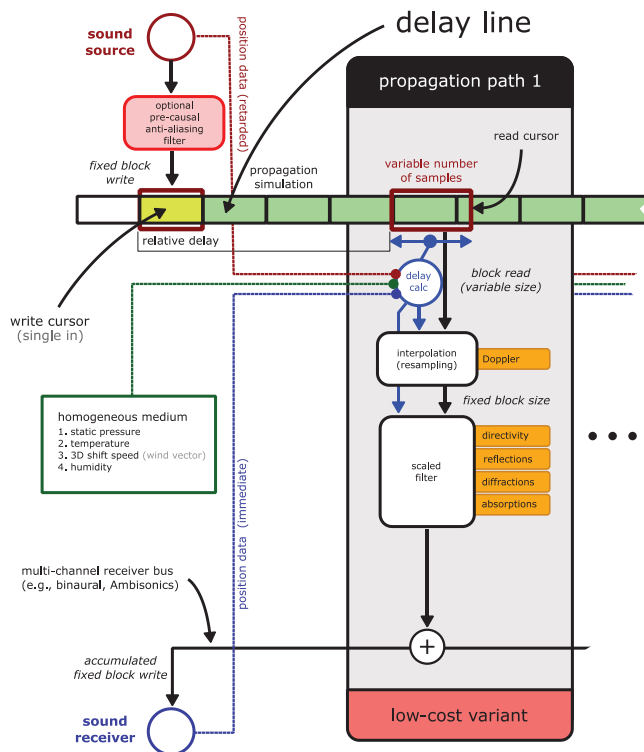 delay line
sound
source
position data (retarded)
propagation path 1
optional
pre-causal
anti-aliasing
filter
read cursor
fixed block
write
propagation
simulation
variable number
of samples
relative delay
delay
calc
block read
(variable size)
write cursor
(single in)
interpolation
(resampling)
Doppler
fixed block size
homogeneous medium
1. static pressure
2. temperature
3. 3D shift speed (wind vector)
4. humidity
scaled
filter
directivity
reflections
diffractions
absorptions
position data (immediate)
multi-channel receiver bus
(e.g., binaural, Ambisonics)
+
accumulated
fixed block write
sound
receiver
low-cost variant